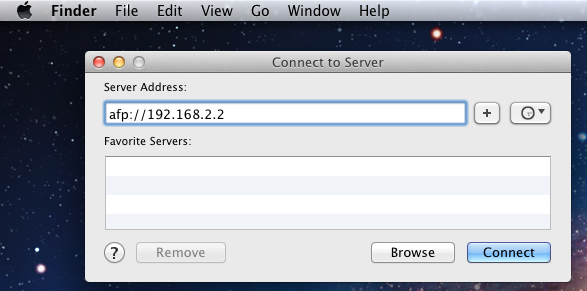 Finder File Edit View Go Window Help
Connect to Server
Server Address:
afp://192.168.2.2
+
Favorite Servers:
? Remove Browse Connect